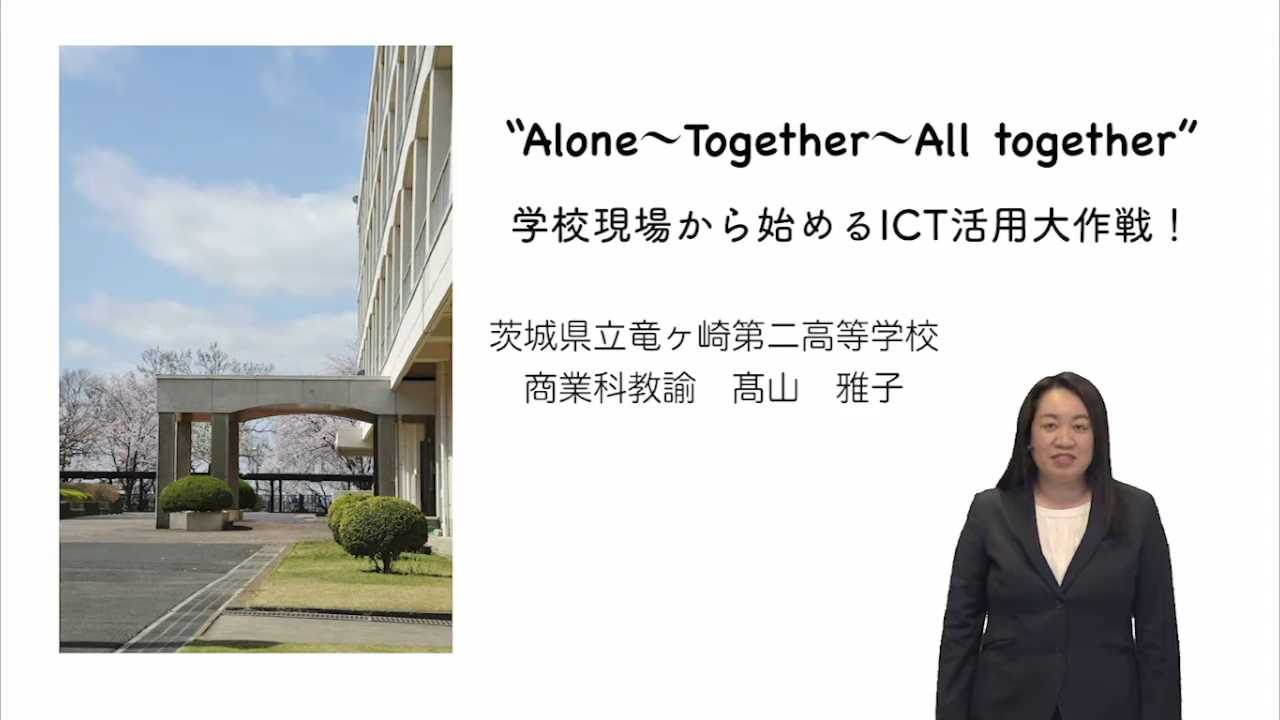 “Alone～Together～All together”
学校現場から始めるICT活用大作戦！
茨城県立竜ヶ崎第二高等学校
商業科教諭　髙山　雅子